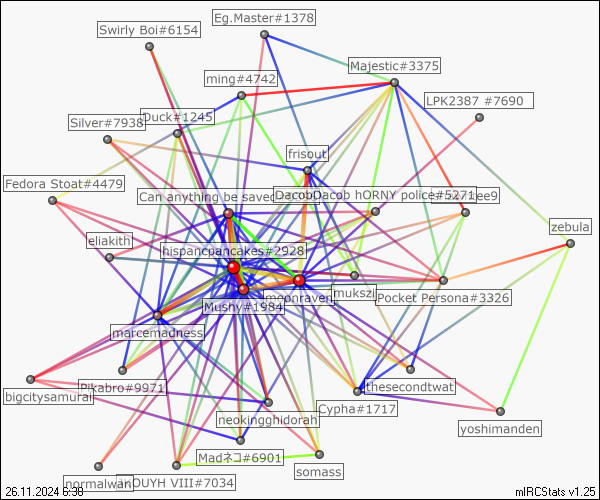 Eg.Master#1378
Swirly Boi#6154
Majestic#3375
ming#4742
LPK2387 #7690
Duck#1245
Silver#7938
frisout
Fedora Stoat#4479
Can anything be saved
DacobDacob hORNY police#5271
ee9
zebula
eliakith
hispancpancakes#2928
mukszi
moonraven
Pocket Persona#3326
Mushy#1984
marcemadness
Pikabro#9971
thesecondtwat
bigcitysamurai
Cypha#1717
neokingghidorah
yoshimanden
Madネコ#6901
somass
normalwan
OUYH VIII#7034
26.11.2024 6:38
mIRCStats v1.25